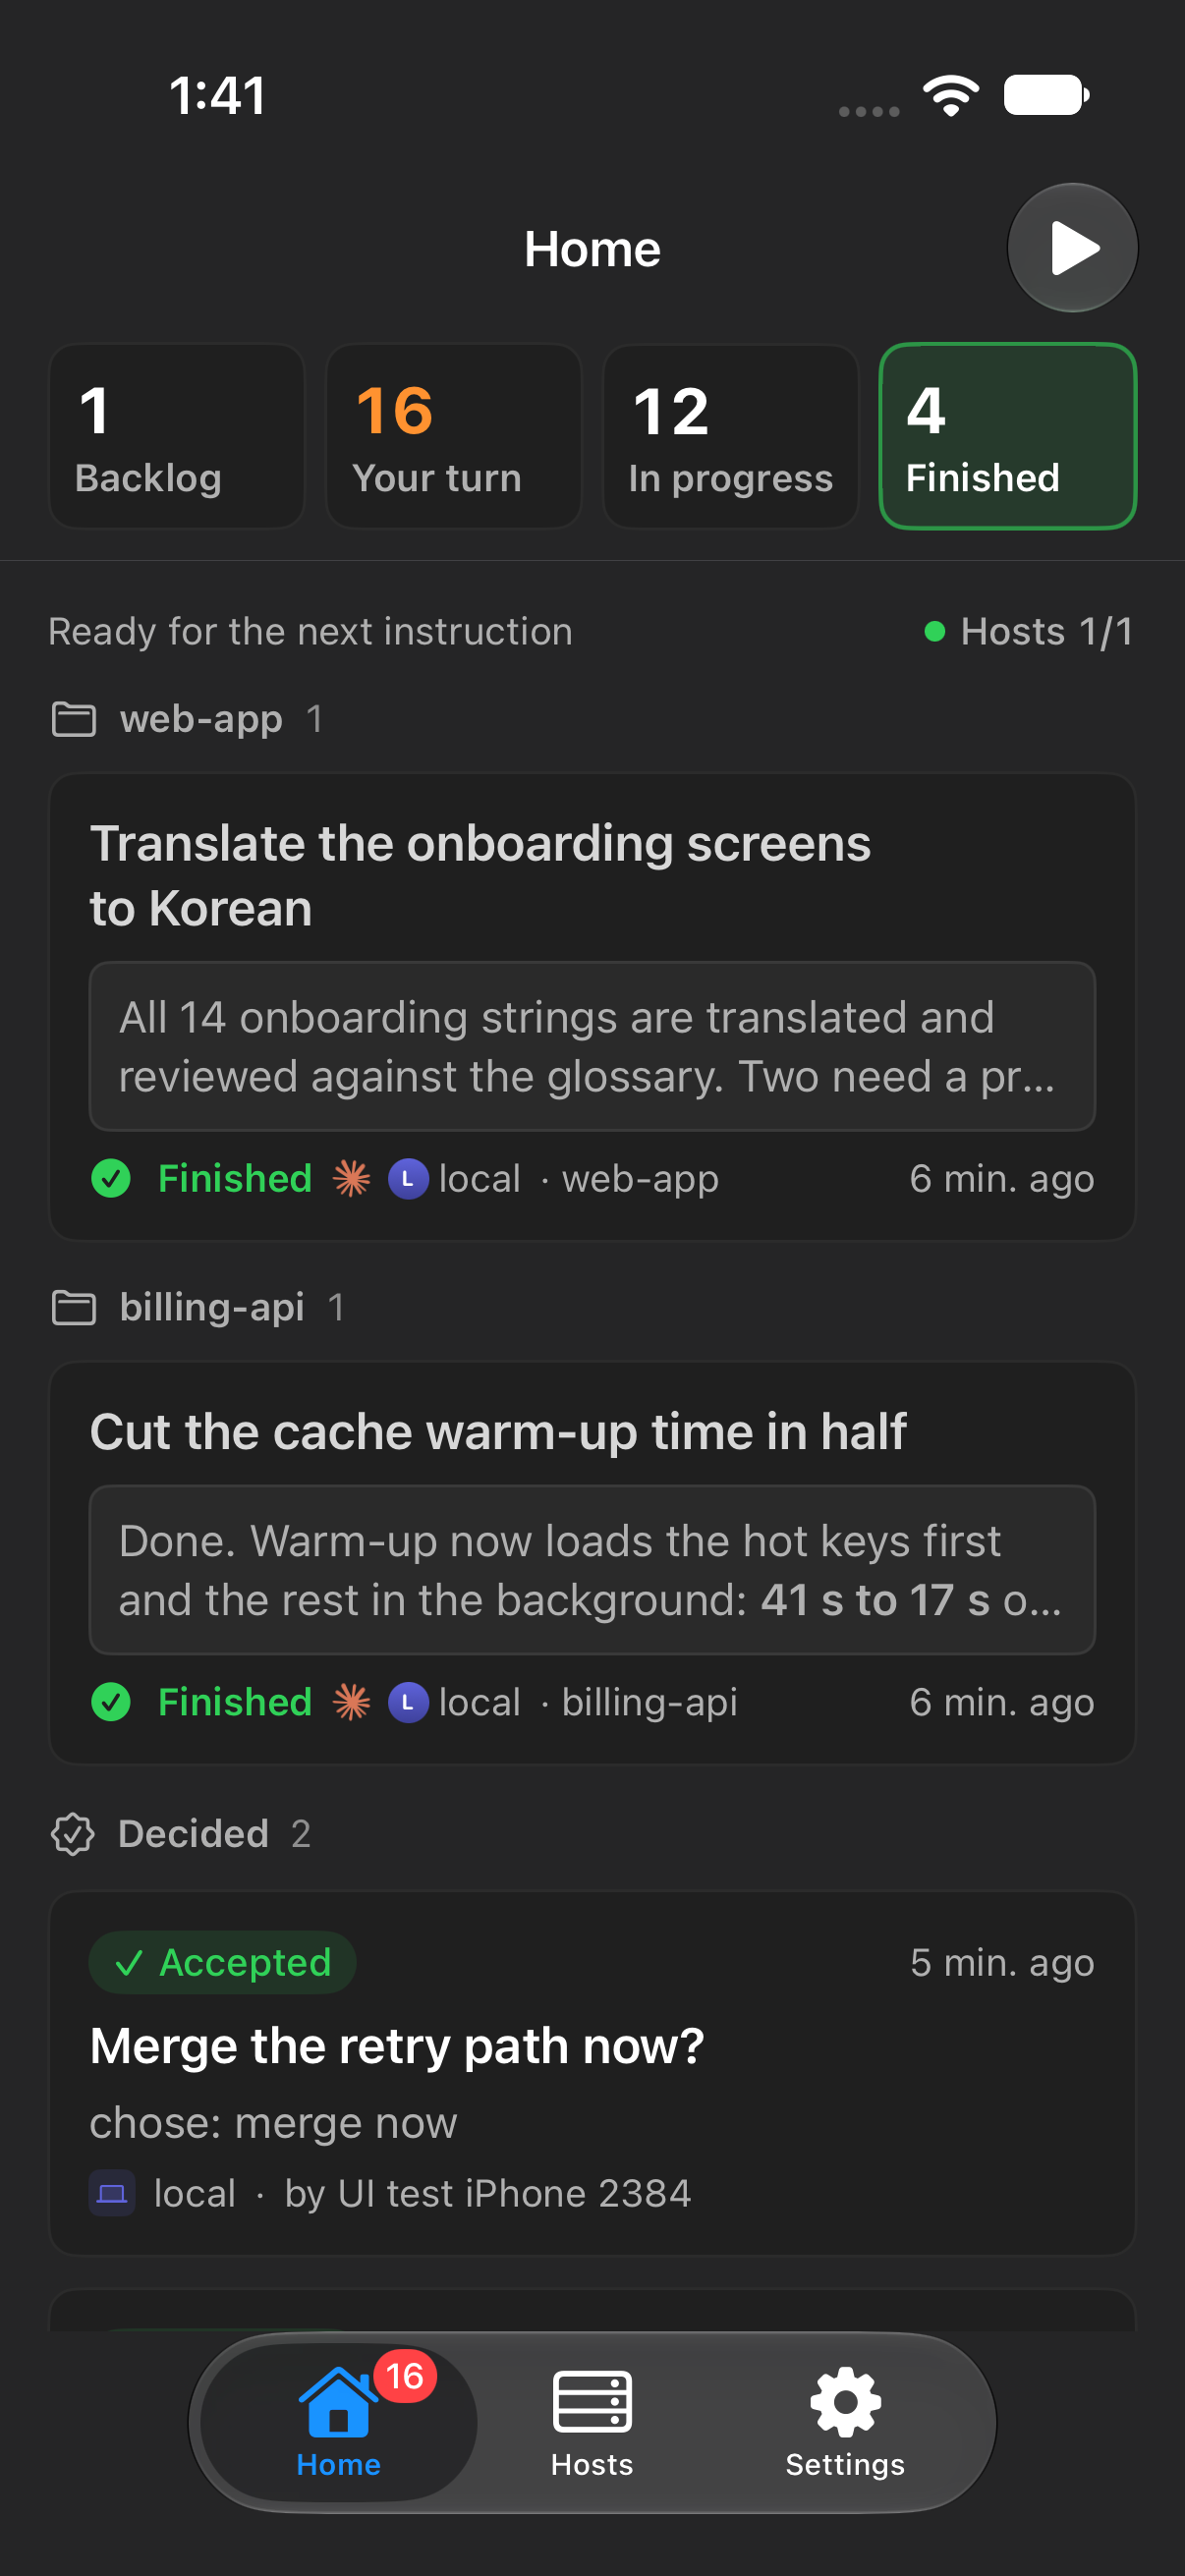 1:41
Home
1
Backlog
16
Your turn
12
In progress
4
Finished
Ready for the next instruction
Hosts 1/1
web-app 1
Translate the onboarding screens
to Korean
All 14 onboarding strings are translated and
reviewed against the glossary. Two need a pr...
Finished L local · web-app 6 min. ago
billing-api 1
Cut the cache warm-up time in half
Done. Warm-up now loads the hot keys first
and the rest in the background: 41 s to 17 s o...
Finished L local · billing-api 6 min. ago
Decided 2
Accepted 5 min. ago
Merge the retry path now?
chose: merge now
local · by UI test iPhone 2384
16
Home
Hosts
Settings